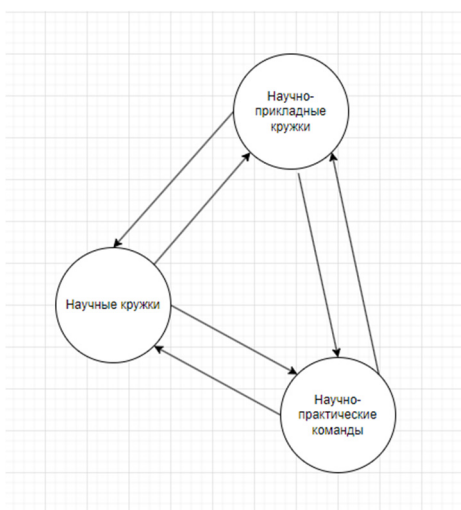 Научно-
прикладные
кружки
Научные кружки
Научно-
практические
команды